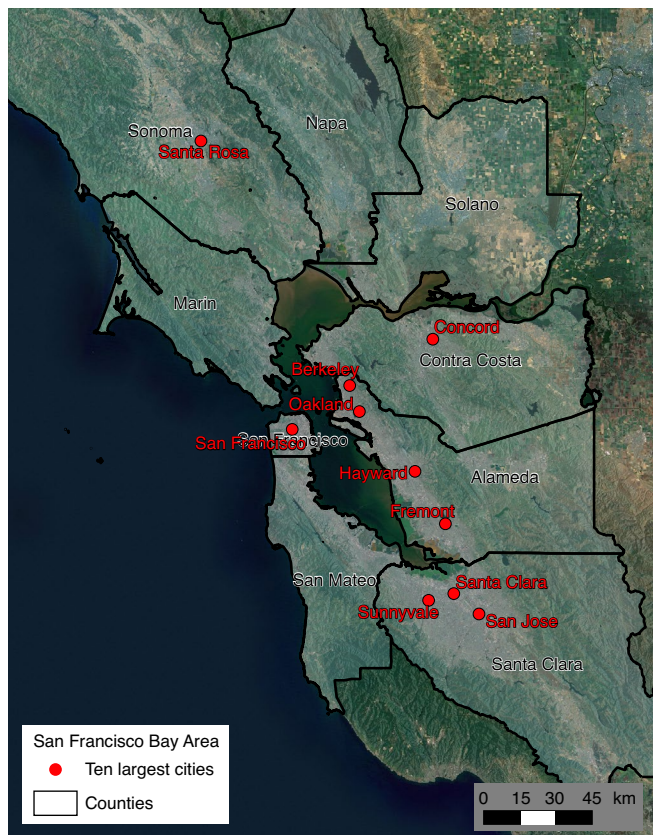 Napa
Sonoma
Santa Rosa
Solano
Marin
Concord
Contra Costa
Berkeley
Oakland
San Francisco
San Francisco
Hayward
Alameda
Fremont
San Mateo
Santa Clara
Sunnyvale
San Jose
Santa Clara
San Francisco Bay Area
Ten largest cities
Counties
0 15 30 45 km